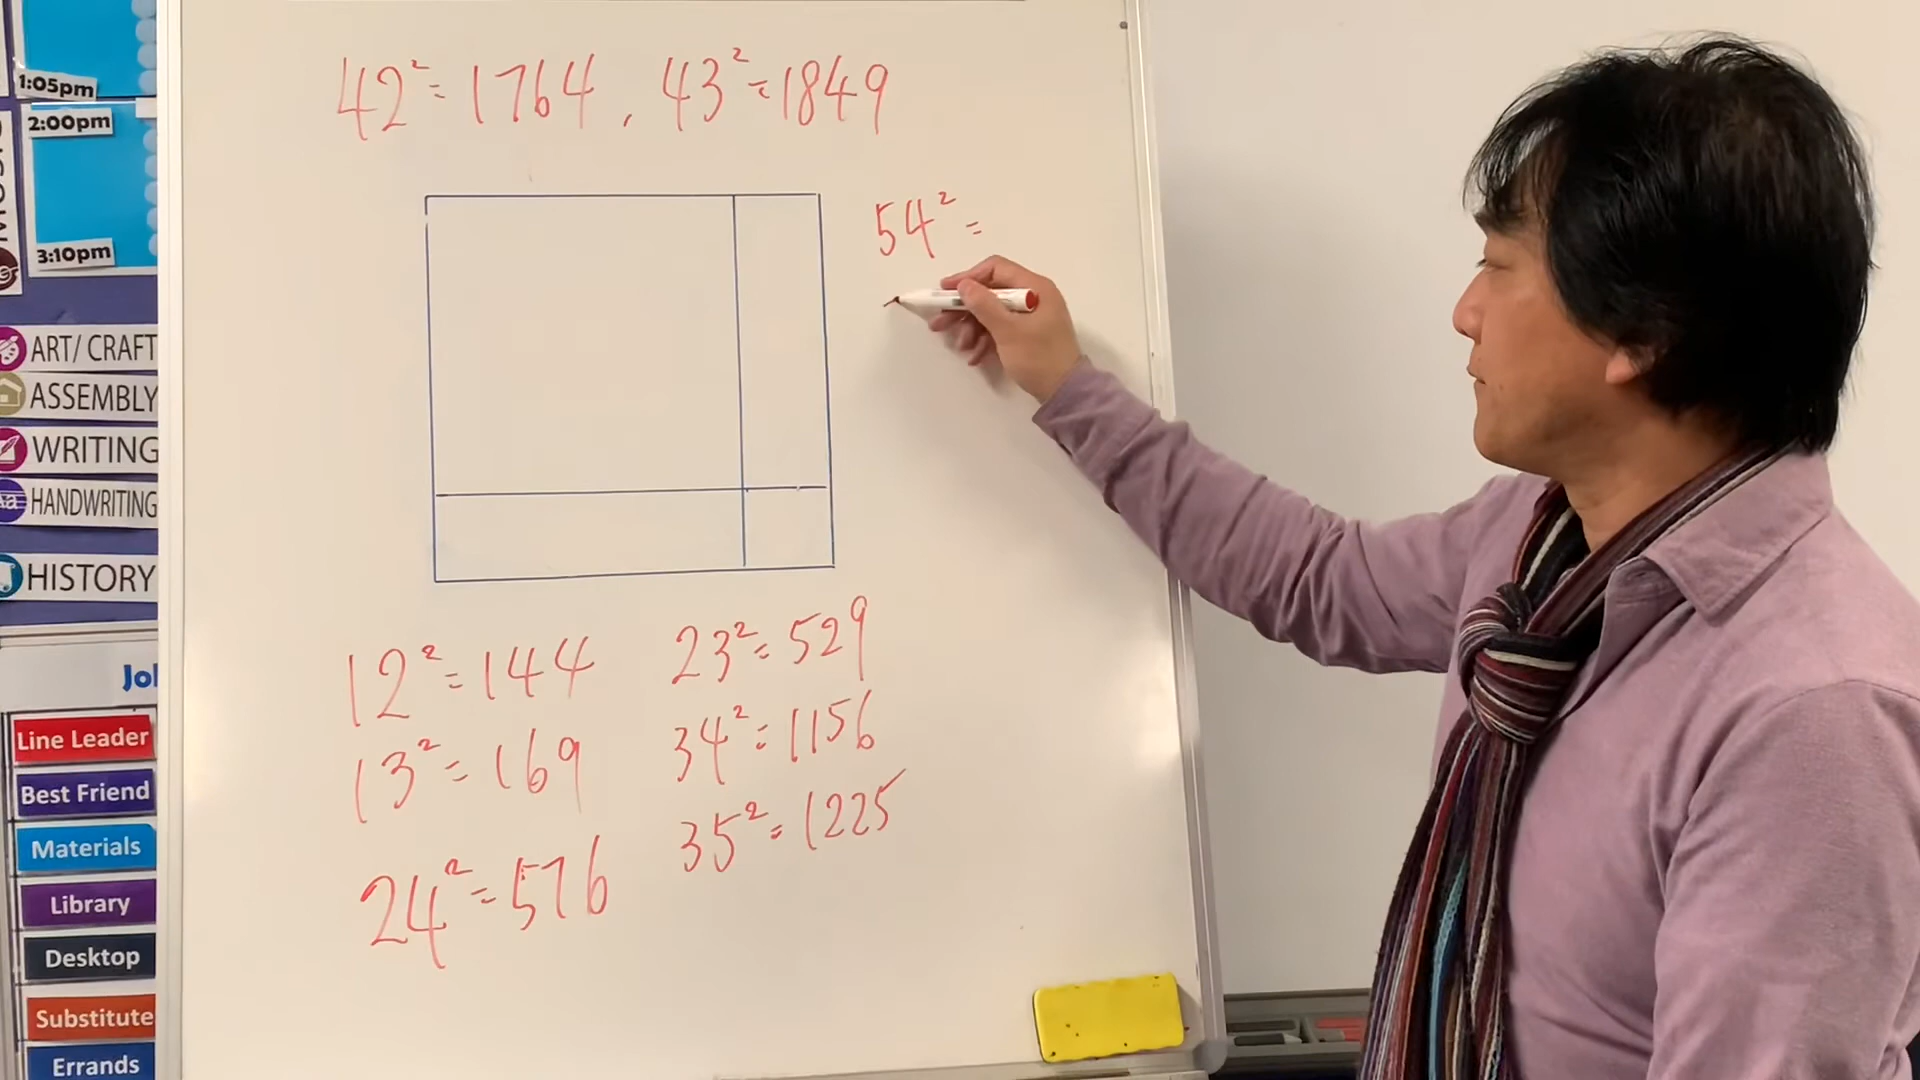 1:05pm
2:00pm
3:10pm
ART/ CRAFT
ASSEMBLY
WRITING
HANDWRITING
HISTORY
Line Leader
Best Friend
Materials
Library
Desktop
Substitute
Errands
42²=1764, 43²=1849
54²=
12²=144
13²=169
24²=576
23²=529
34²=1156
35²=1225